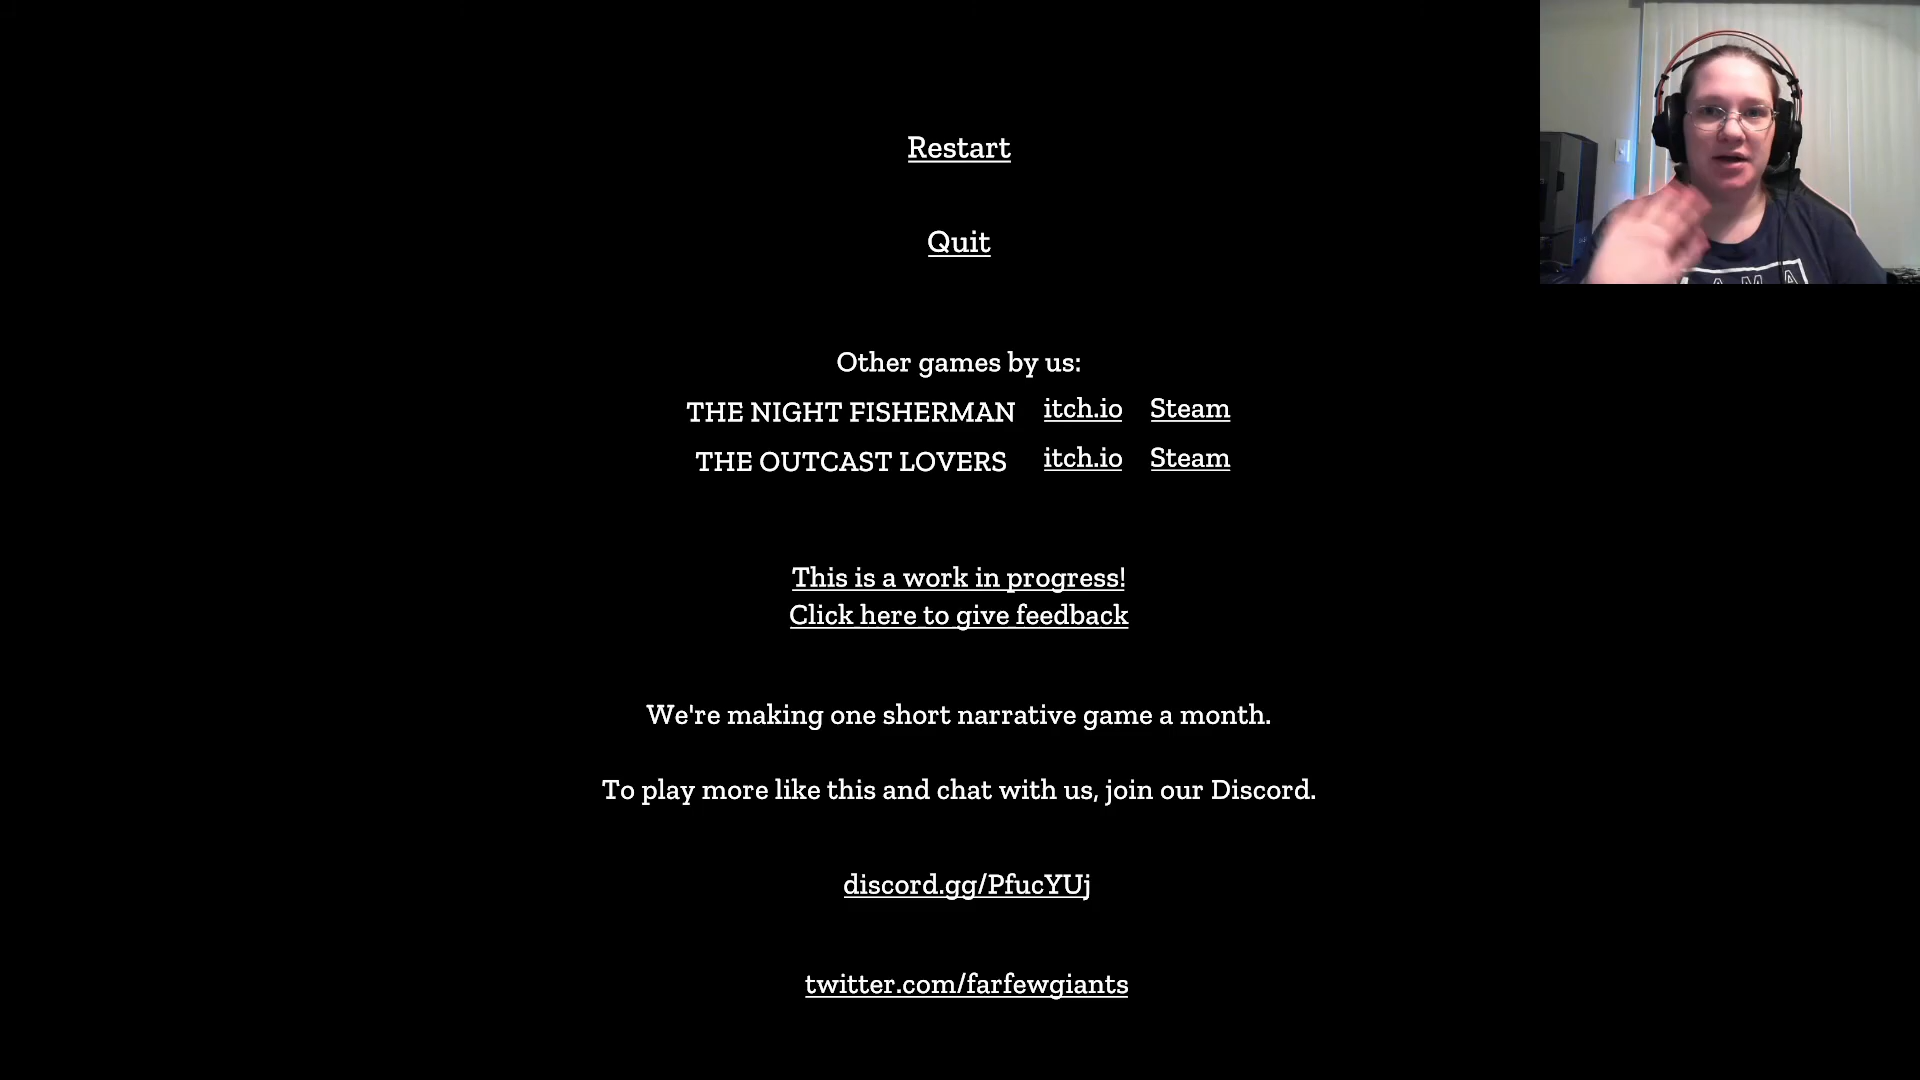 Restart
Quit
Other games by us:
THE NIGHT FISHERMAN itch.io Steam
THE OUTCAST LOVERS itch.io Steam
This is a work in progress!
Click here to give feedback
We're making one short narrative game a month.
To play more like this and chat with us, join our Discord.
discord.gg/PfucYUj
twitter.com/farfewgiants